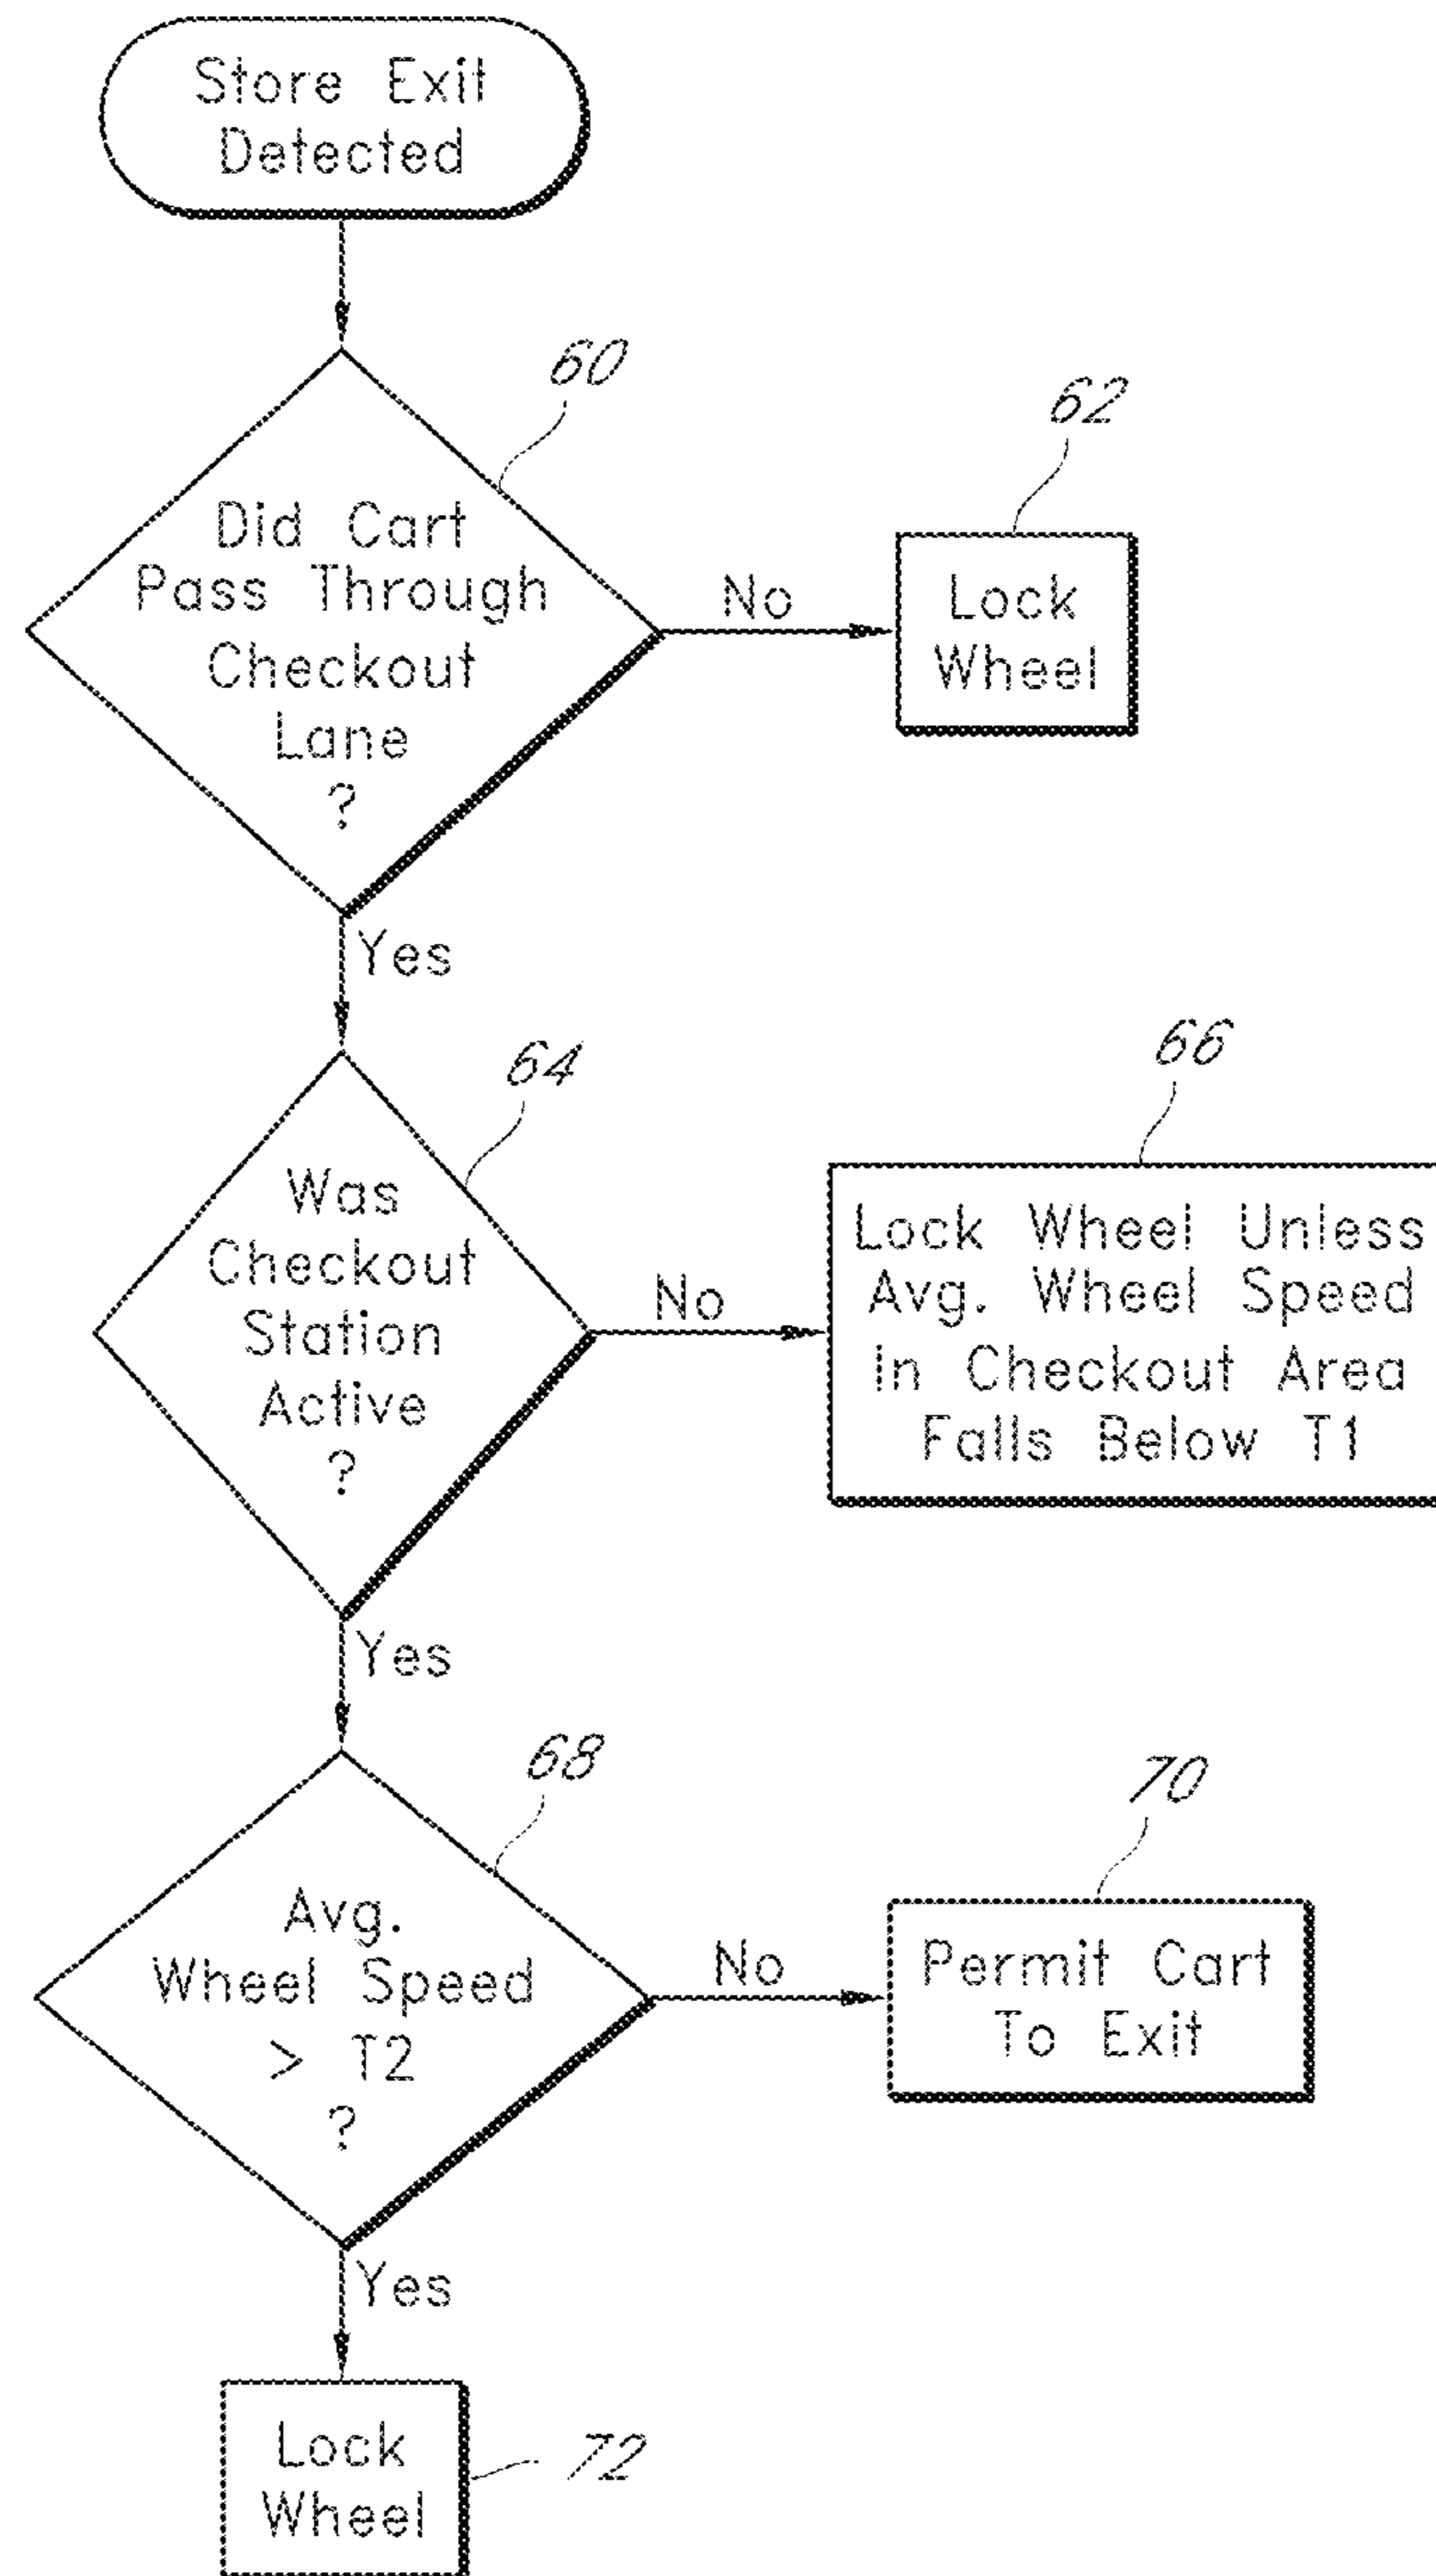 Store Exit
Detected
60
62
Did Cart
Pass Through
Checkout
Lane
?
No
Lock
Wheel
Yes
64
66
Was
Checkout
Station
Active
?
No
Lock Wheel Unless
Avg. Wheel Speed
In Checkout Area
Falls Below T1
Yes
68
70
Avg.
Wheel Speed
> T2
?
No
Permit Cart
To Exit
Yes
Lock
Wheel
72